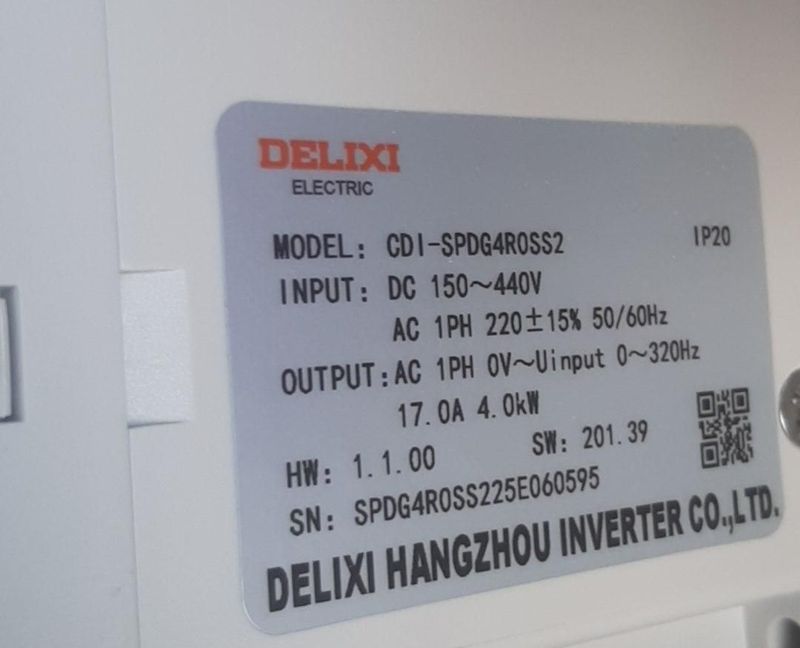 DELIXI
ELECTRIC
MODEL: CDI-SPDG4R0SS2 IP20
INPUT: DC 150~440V
AC 1PH 220±15% 50/60Hz
OUTPUT: AC 1PH 0V~Uinput 0~320Hz
17.0A 4.0kW
HW: 1.1.00 SW: 201.39
SN: SPDG4R0SS225E060595
DELIXI HANGZHOU INVERTER CO.,LTD.